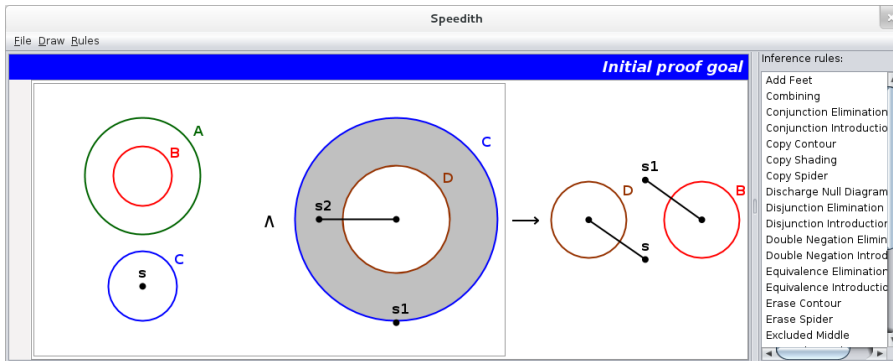 Speedith
File Draw Rules
Initial proof goal
Inference rules:
A
B
C
s
∧
C
D
s2
s1
→
D
s
s1
B
Add Feet
Combining
Conjunction Elimination
Conjunction Introductio
Copy Contour
Copy Shading
Copy Spider
Discharge Null Diagram
Disjunction Elimination
Disjunction Introduction
Double Negation Elimin
Double Negation Introd
Equivalence Elimination
Equivalence Introductio
Erase Contour
Erase Spider
Excluded Middle